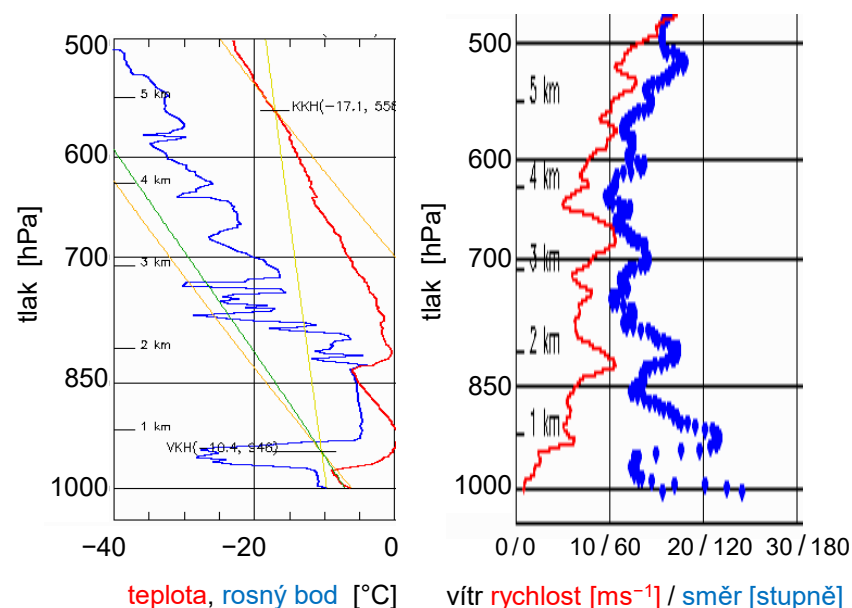 500
600
700
850
1000
tlak [hPa]
5 km
4 km
3 km
2 km
1 km
KKH(−17.1, 558
VKH(−10.4, 948)
−40
−20
0
teplota, rosný bod [°C]
500
600
700
850
1000
tlak [hPa]
5 km
4 km
3 km
2 km
1 km
0/0
10/60
20/120
30/180
vítr rychlost [ms⁻¹] / směr [stupně]